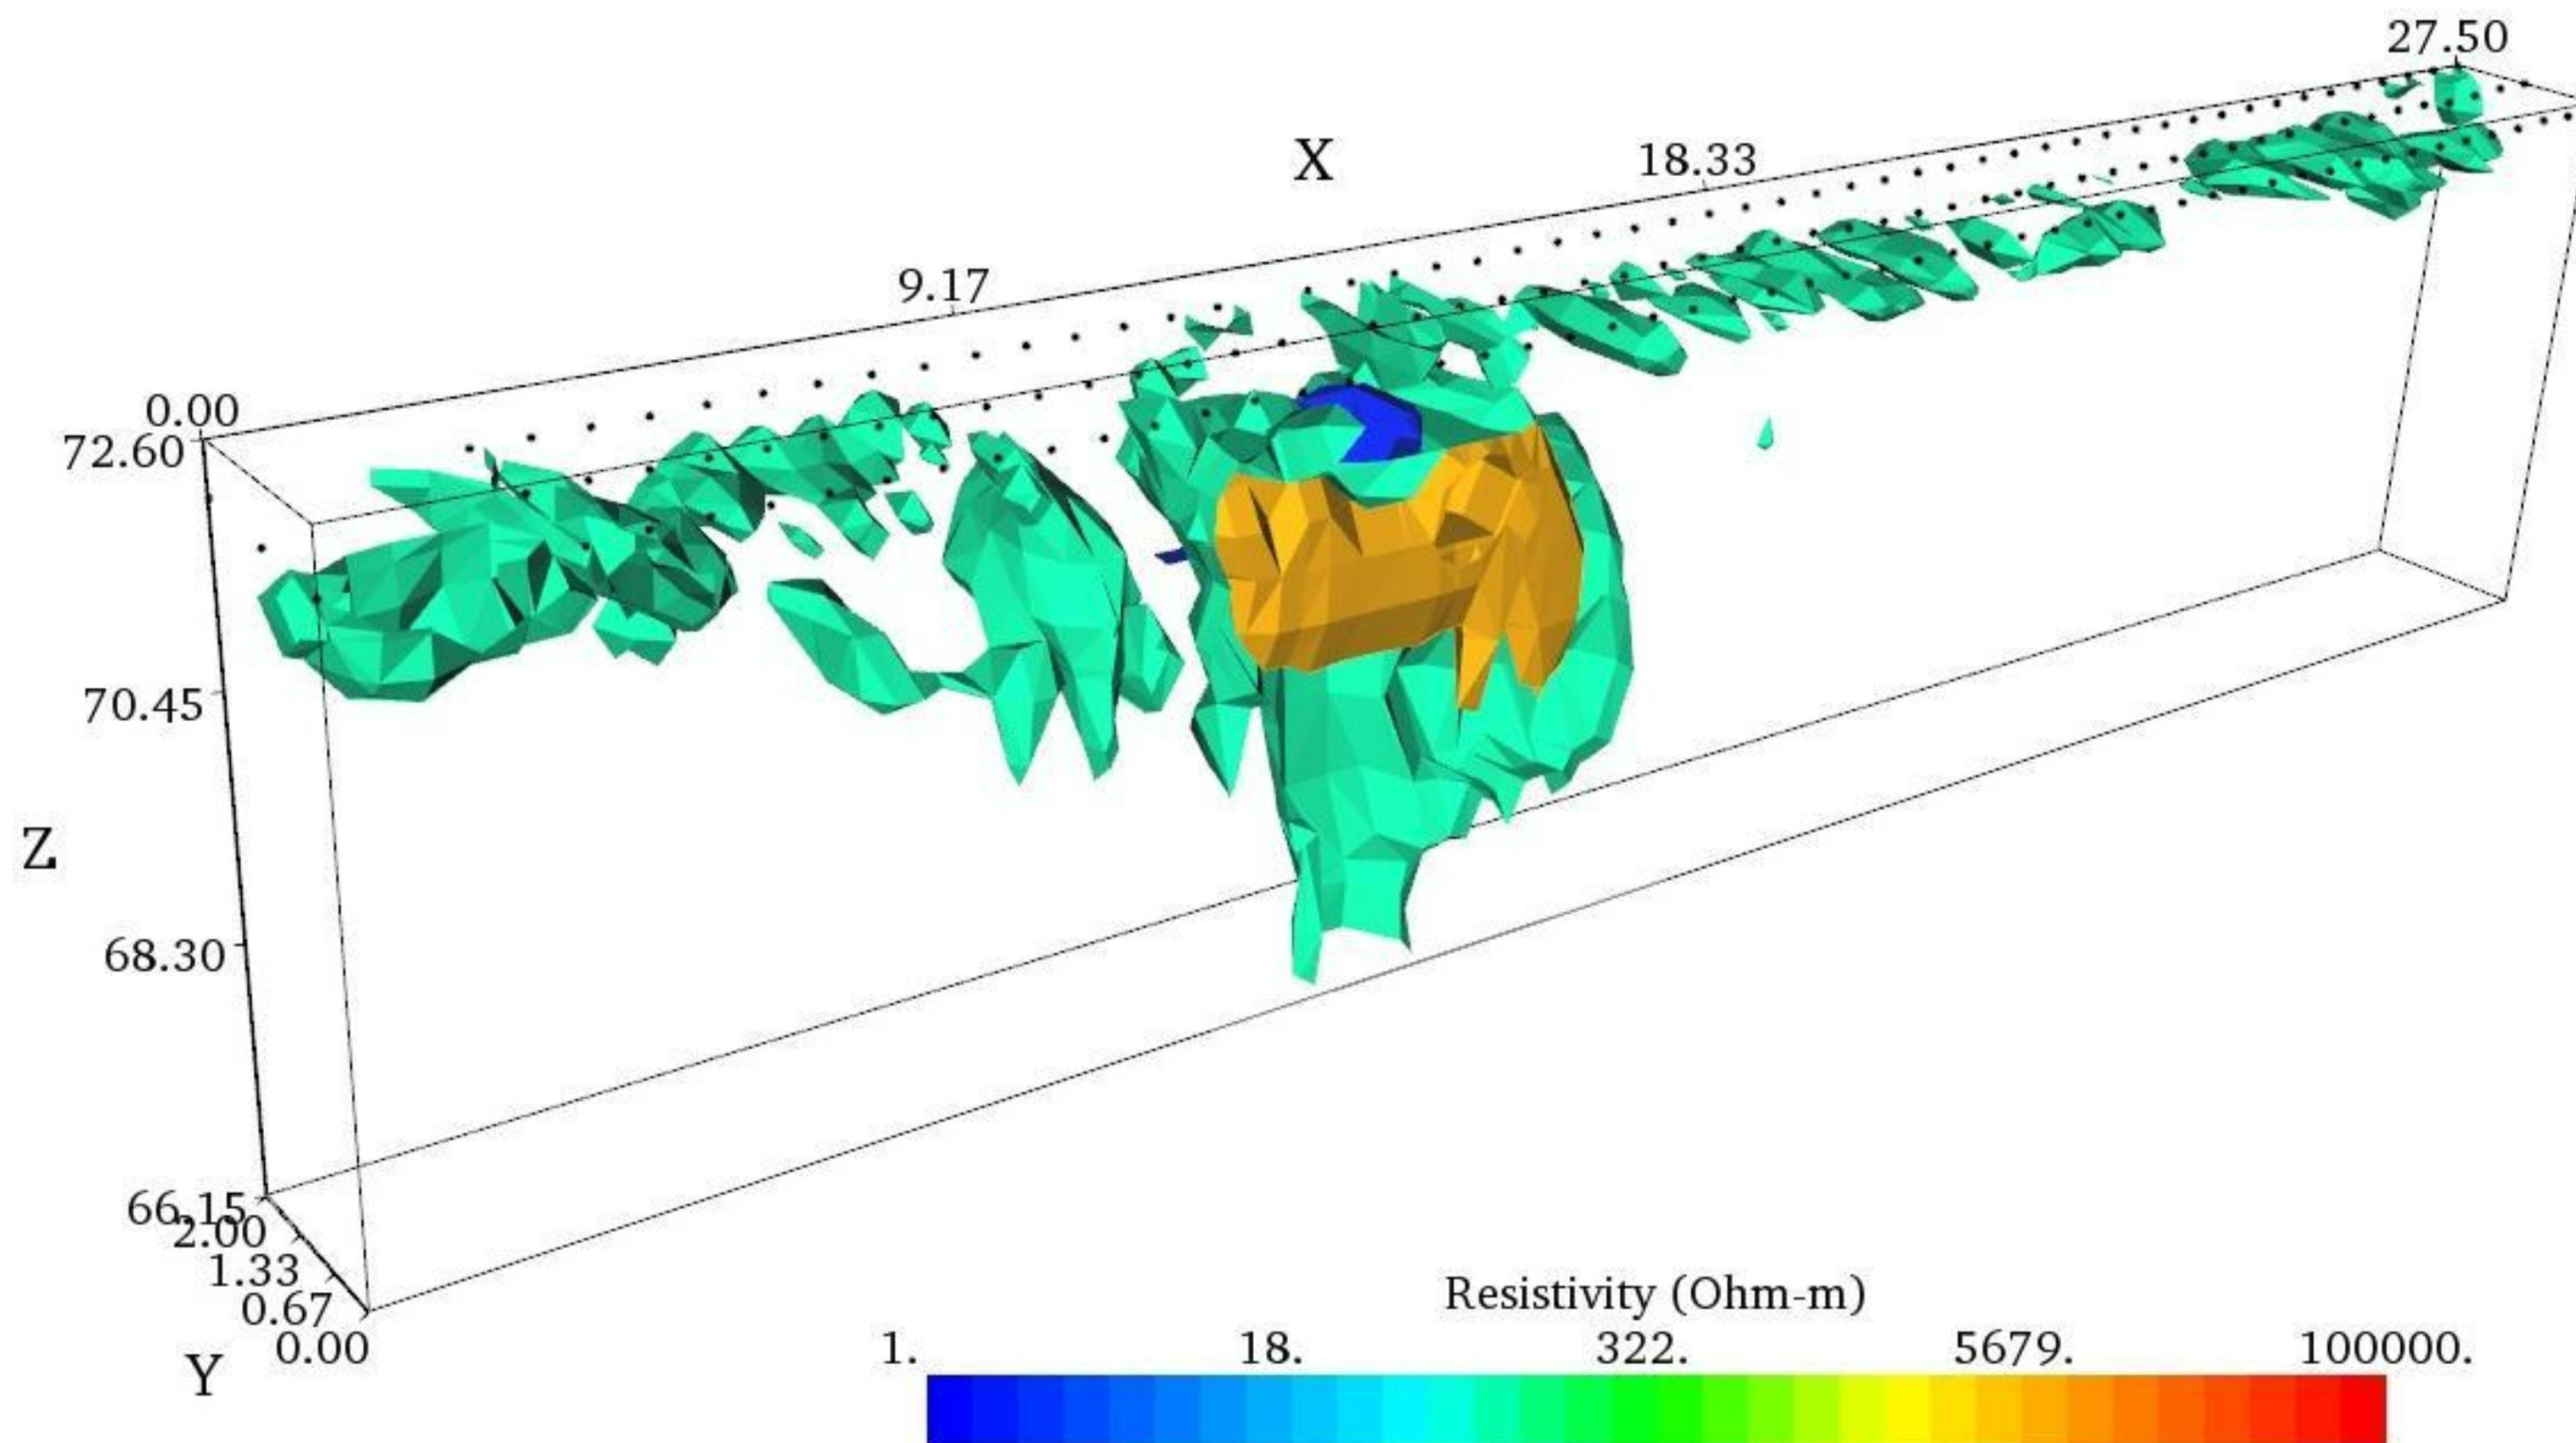 27.50
X
18.33
9.17
0.00
72.60
70.45
Z
68.30
66.15
2.00
1.33
0.67
0.00
Y
Resistivity (Ohm-m)
1. 18. 322. 5679. 100000.